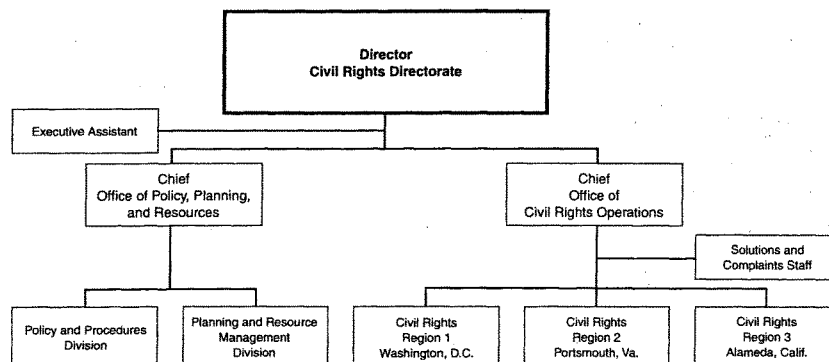 Director
Civil Rights Directorate
Executive Assistant
Chief
Office of Policy, Planning,
and Resources
Chief
Office of
Civil Rights Operations
Solutions and
Complaints Staff
Policy and Procedures
Division
Planning and Resource
Management
Division
Civil Rights
Region 1
Washington, D.C.
Civil Rights
Region 2
Portsmouth, Va.
Civil Rights
Region 3
Alameda, Calif.